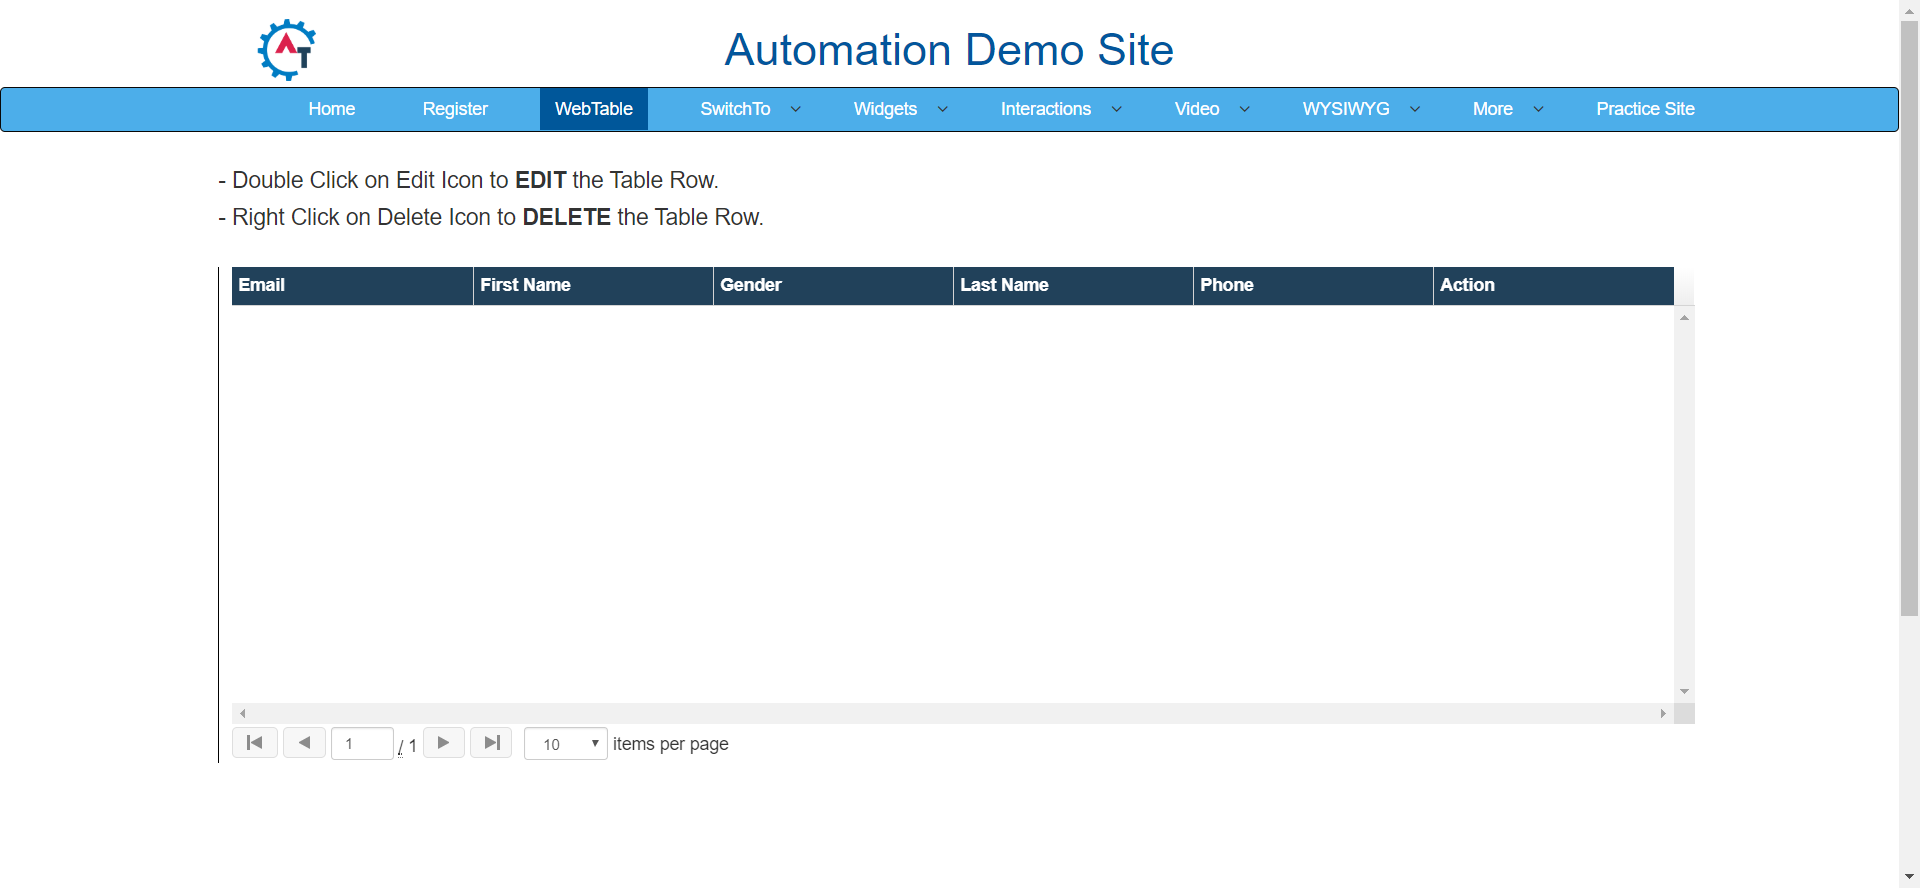 AT
Automation Demo Site
Home Register WebTable SwitchTo Widgets Interactions Video WYSIWYG More Practice Site
- Double Click on Edit Icon to EDIT the Table Row.
- Right Click on Delete Icon to DELETE the Table Row.
Email First Name Gender Last Name Phone Action
1 / 1 10 items per page